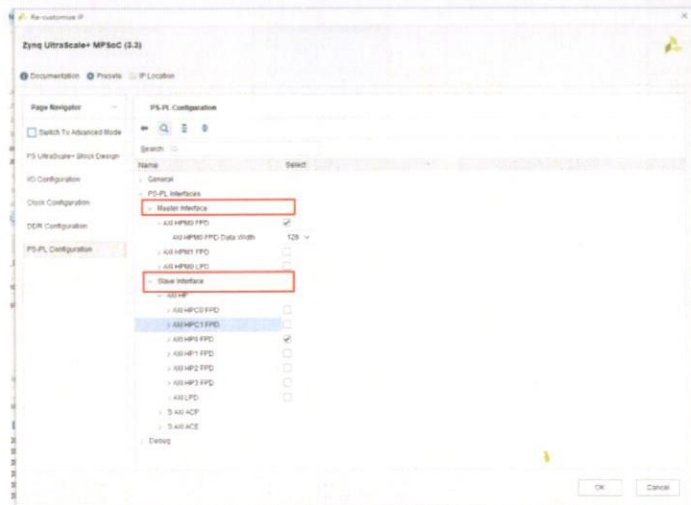 Re-customize IP
Zynq UltraScale+ MPSoC (3.3)
Documentation Presets IP Location
Page Navigator
Switch To Advanced Mode
PS UltraScale+ Block Design
I/O Configuration
Clock Configuration
DDR Configuration
PS-PL Configuration
PS-PL Configuration
Search:
Name Select
General
PS-PL Interfaces
Master Interface
AXI HPM0 FPD
AXI HPM0 FPD Data Width 128
AXI HPM1 FPD
AXI HPM0 LPD
Slave Interface
AXI HP
AXI HPC0 FPD
AXI HPC1 FPD
AXI HP0 FPD
AXI HP1 FPD
AXI HP2 FPD
AXI HP3 FPD
AXI LPD
S AXI ACP
S AXI ACE
Debug
OK Cancel